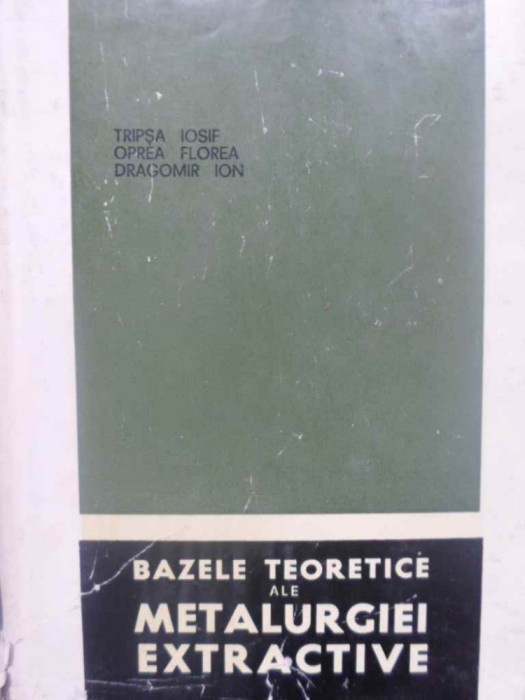 TRIPȘA IOSIF
OPREA FLOREA
DRAGOMIR ION
BAZELE TEORETICE
ALE
METALURGIEI
EXTRACTIVE